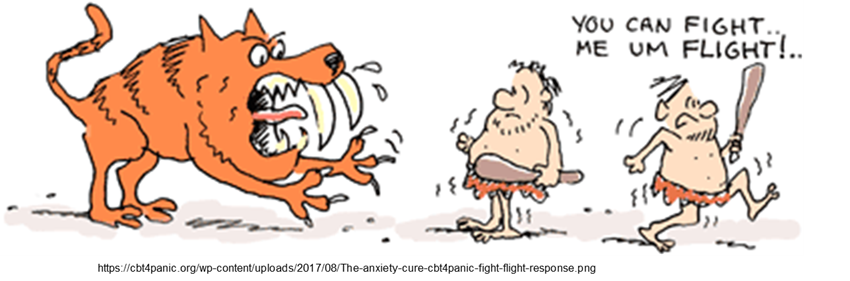 YOU CAN FIGHT..
ME UM FLIGHT!..
https://cbt4panic.org/wp-content/uploads/2017/08/The-anxiety-cure-cbt4panic-fight-flight-response.png